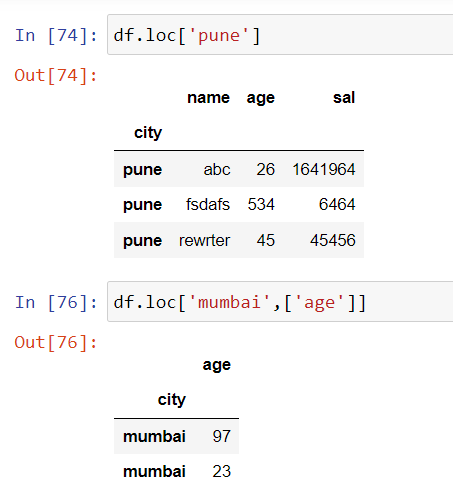 In [74]: df.loc['pune']
Out[74]:
name age sal
city
pune abc 26 1641964
pune fsdafs 534 6464
pune rewrter 45 45456
In [76]: df.loc['mumbai',['age']]
Out[76]:
age
city
mumbai 97
mumbai 23